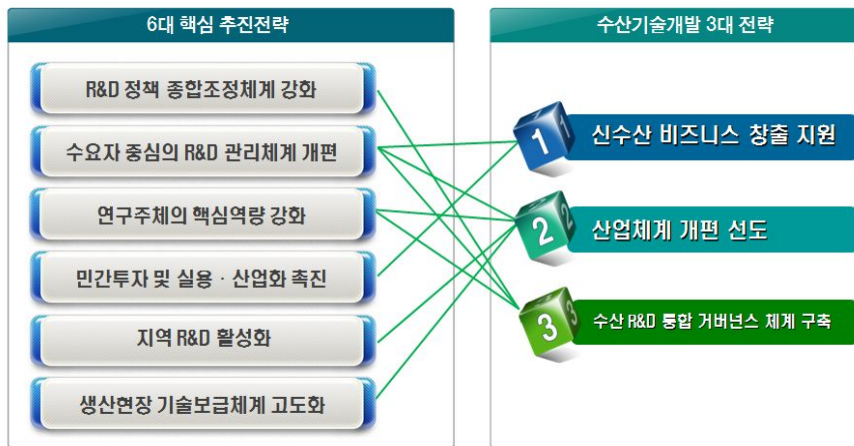 6대 핵심 추진전략
R&D 정책 종합조정체계 강화
수요자 중심의 R&D 관리체계 개편
연구주체의 핵심역량 강화
민간투자 및 실용 · 산업화 촉진
지역 R&D 활성화
생산현장 기술보급체계 고도화
수산기술개발 3대 전략
1 1 신수산 비즈니스 창출 지원
2 2 산업체계 개편 선도
3 3 수산 R&D 통합 거버넌스 체계 구축